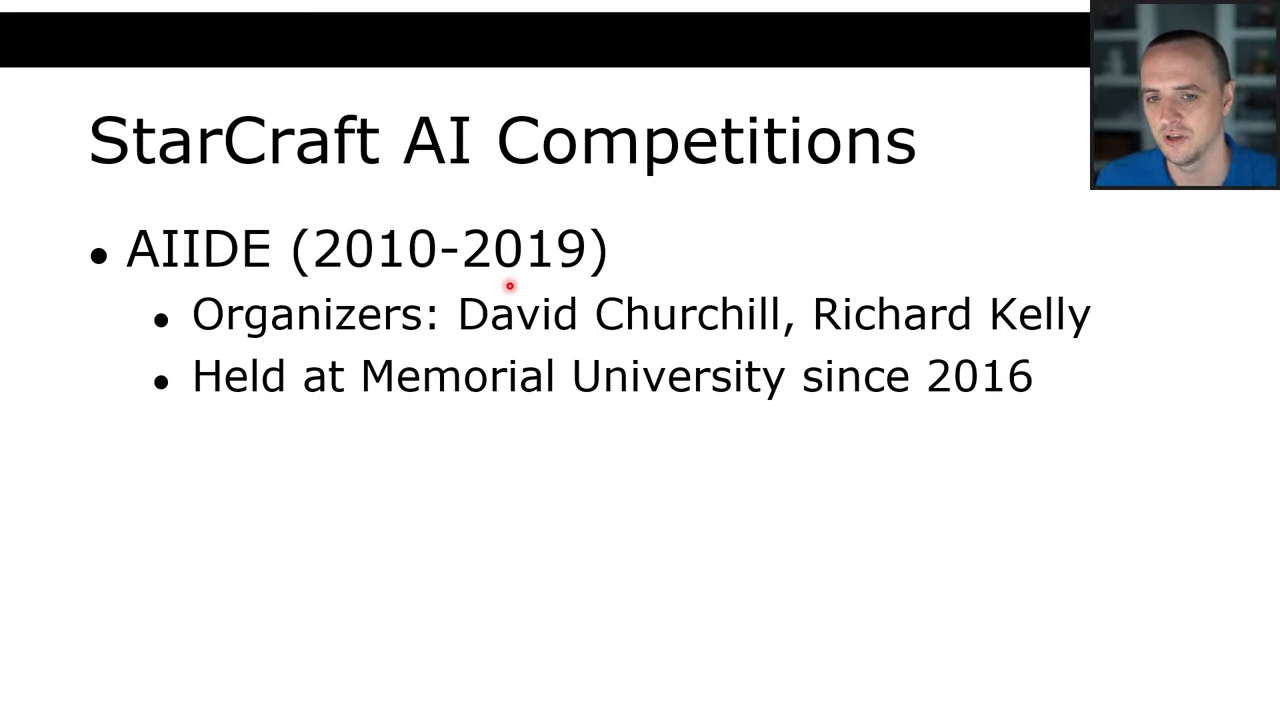 StarCraft AI Competitions
• AIIDE (2010-2019)
• Organizers: David Churchill, Richard Kelly
• Held at Memorial University since 2016